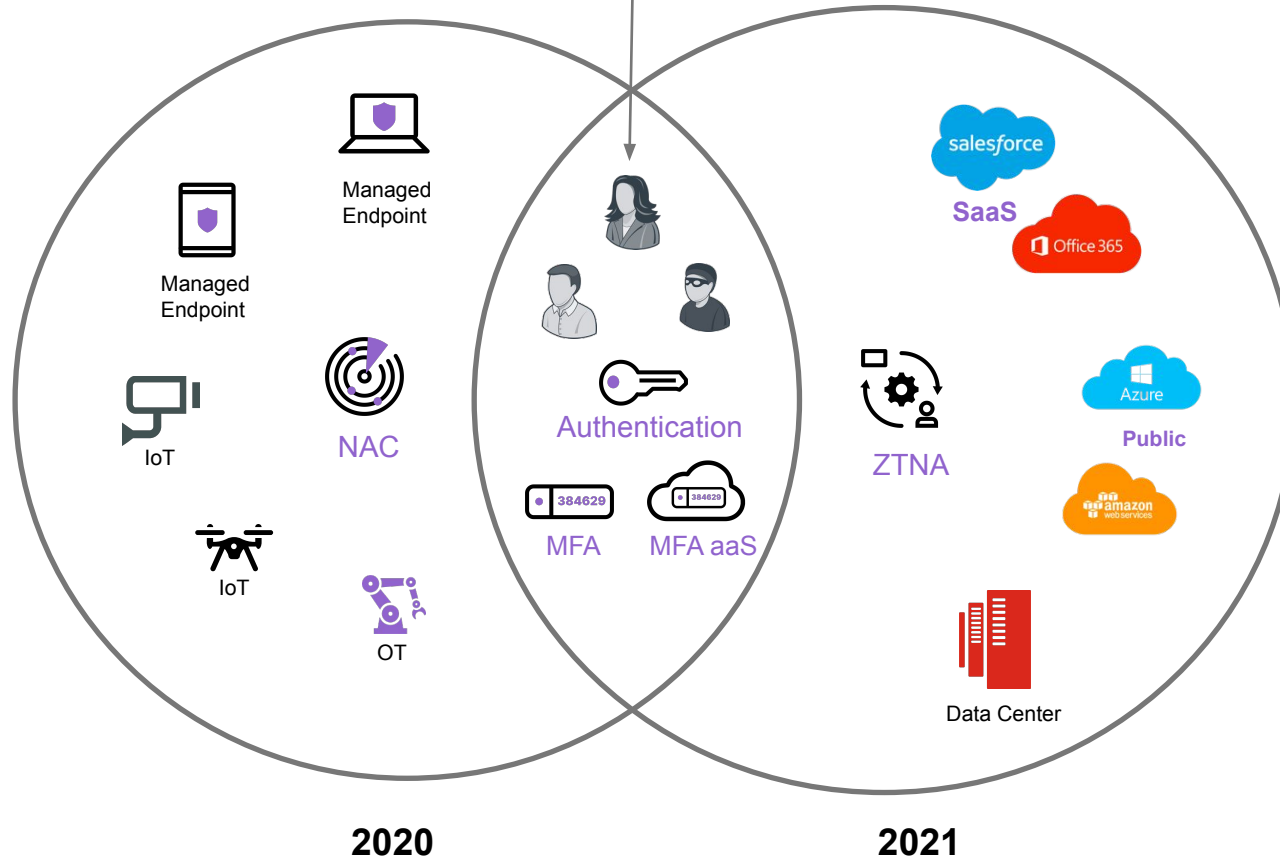 Managed
Endpoint
Managed
Endpoint
IoT
NAC
IoT
OT
Authentication
384629
MFA
384629
MFA aaS
salesforce
SaaS
Office 365
ZTNA
Azure
Public
amazon
web services
Data Center
2020
2021